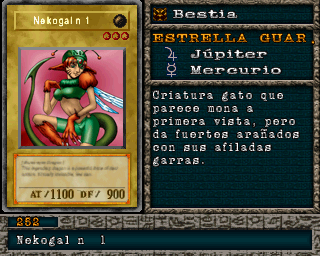 Nekogal n 1
AT/1100 DF/ 900
Bestia
ESTRELLA GUAR.
Júpiter
Mercurio
Criatura gato que
parece mona a
primera vista, pero
da fuertes arañados
con sus afiladas
garras.
252
Nekogal n 1